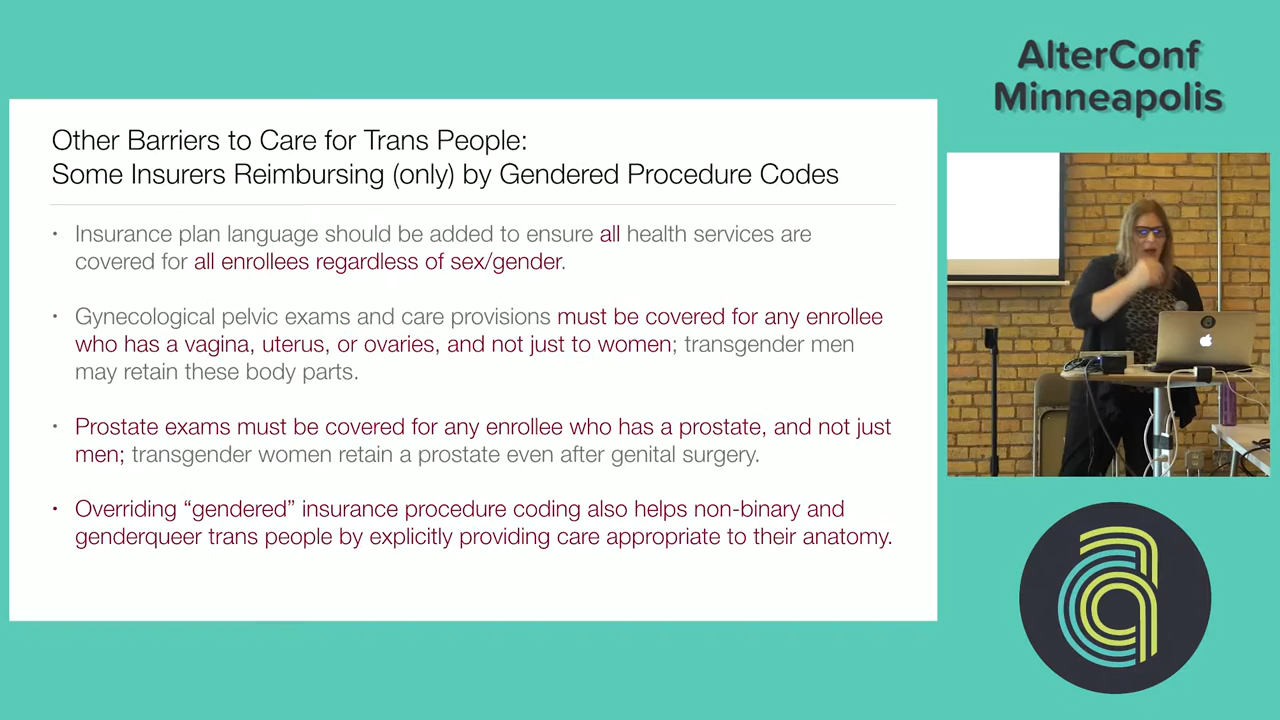 AlterConf
Minneapolis
Other Barriers to Care for Trans People:
Some Insurers Reimbursing (only) by Gendered Procedure Codes
• Insurance plan language should be added to ensure all health services are
covered for all enrollees regardless of sex/gender.
• Gynecological pelvic exams and care provisions must be covered for any enrollee
who has a vagina, uterus, or ovaries, and not just to women; transgender men
may retain these body parts.
• Prostate exams must be covered for any enrollee who has a prostate, and not just
men; transgender women retain a prostate even after genital surgery.
• Overriding “gendered” insurance procedure coding also helps non-binary and
genderqueer trans people by explicitly providing care appropriate to their anatomy.